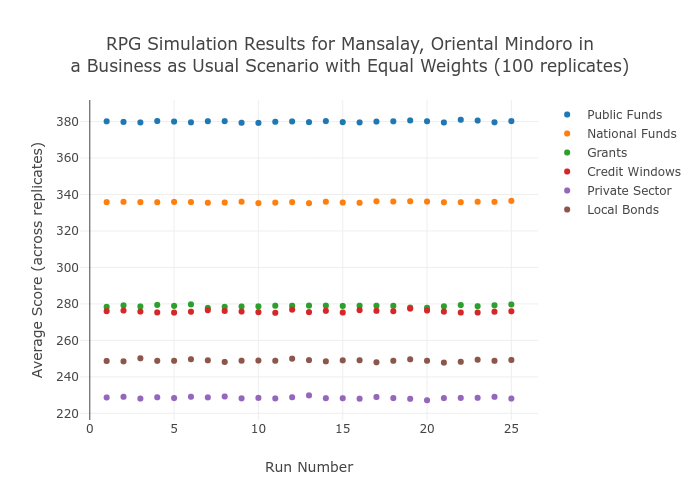 RPG Simulation Results for Mansalay, Oriental Mindoro in
a Business as Usual Scenario with Equal Weights (100 replicates)
Average Score (across replicates)
380
360
340
320
300
280
260
240
220
0 5 10 15 20 25
Run Number
Public Funds
National Funds
Grants
Credit Windows
Private Sector
Local Bonds